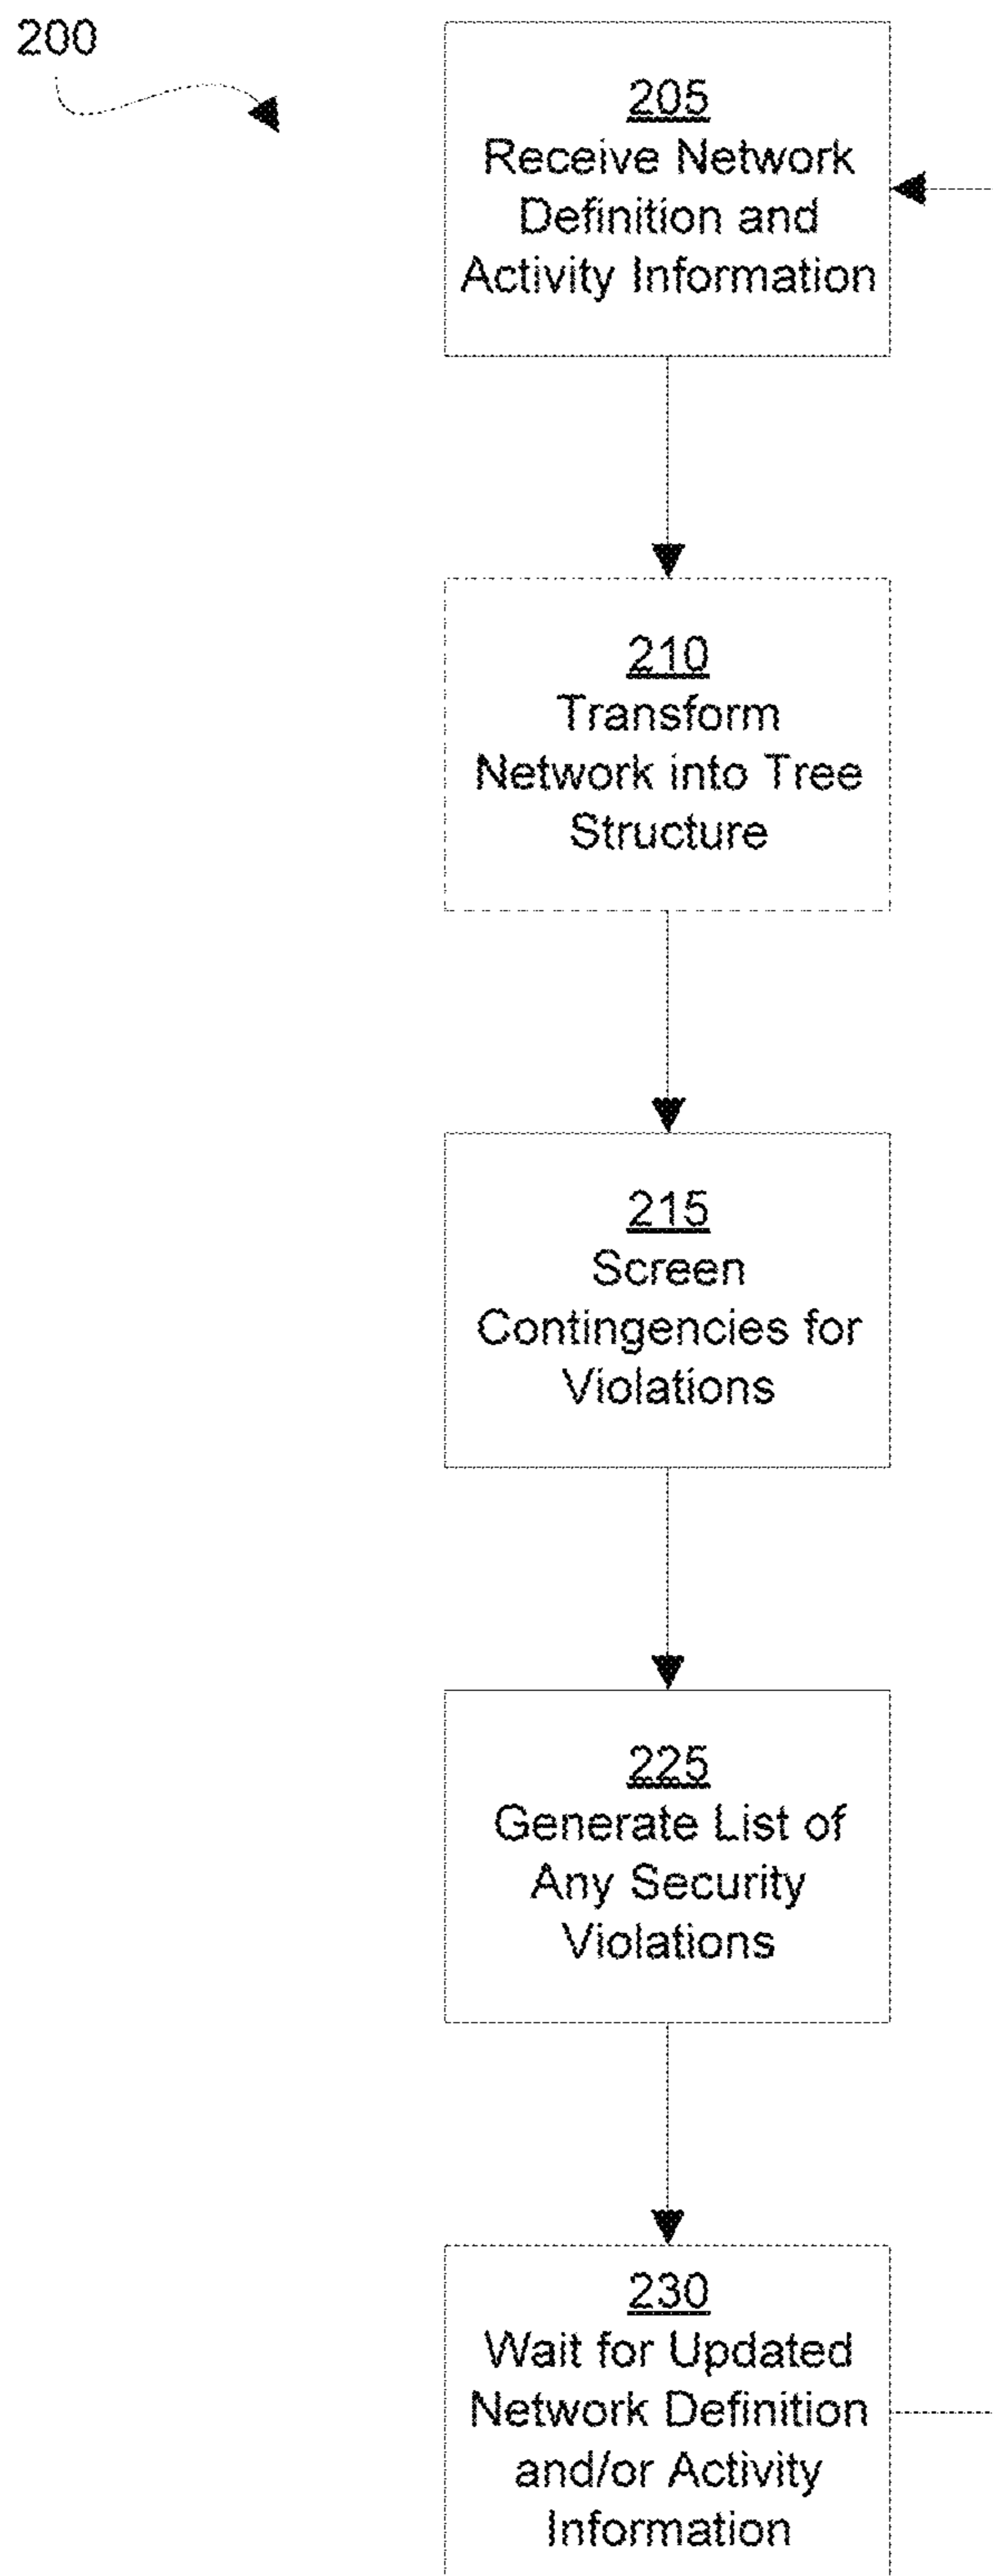 200
205
Receive Network
Definition and
Activity Information
210
Transform
Network into Tree
Structure
215
Screen
Contingencies for
Violations
225
Generate List of
Any Security
Violations
230
Wait for Updated
Network Definition
and/or Activity
Information